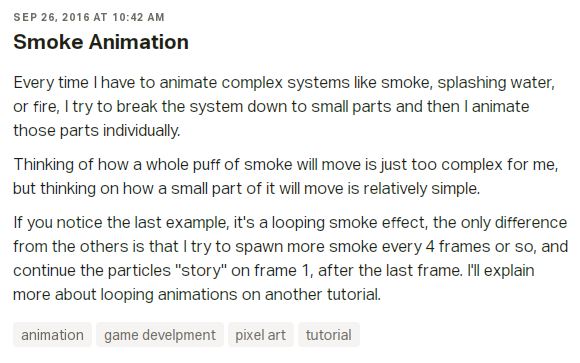 SEP 26, 2016 AT 10:42 AM
Smoke Animation
Every time I have to animate complex systems like smoke, splashing water,
or fire, I try to break the system down to small parts and then I animate
those parts individually.
Thinking of how a whole puff of smoke will move is just too complex for me,
but thinking on how a small part of it will move is relatively simple.
If you notice the last example, it's a looping smoke effect, the only difference
from the others is that I try to spawn more smoke every 4 frames or so, and
continue the particles "story" on frame 1, after the last frame. I'll explain
more about looping animations on another tutorial.
animation game develpment pixel art tutorial